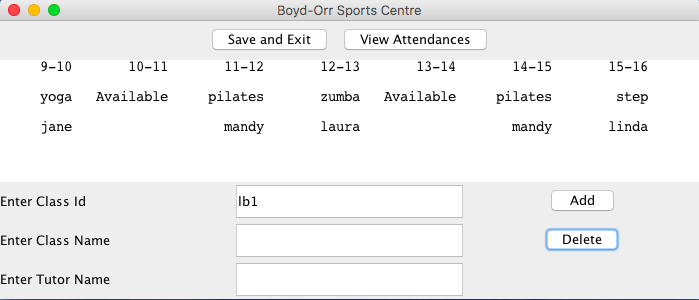 Boyd-Orr Sports Centre
Save and Exit View Attendances
9-10 10-11 11-12 12-13 13-14 14-15 15-16
yoga Available pilates zumba Available pilates step
jane mandy laura mandy linda
Enter Class Id lb1 Add
Enter Class Name Delete
Enter Tutor Name